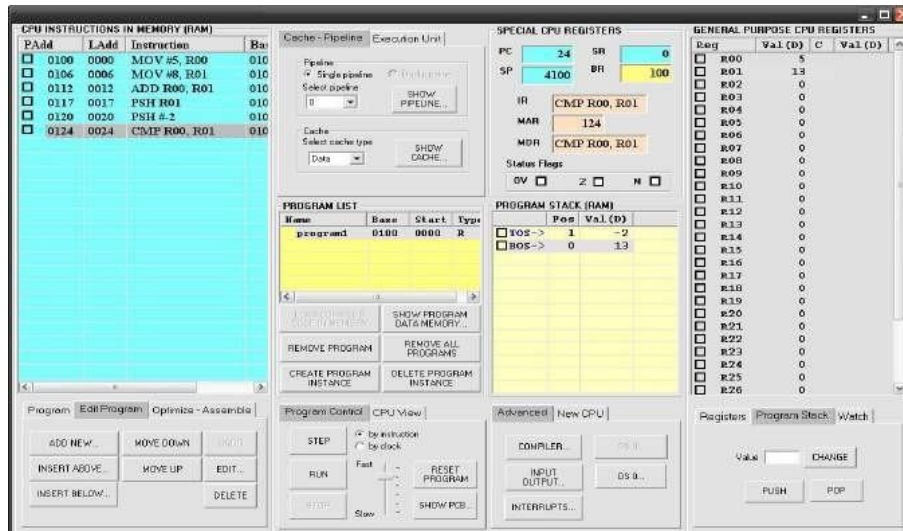 CPU INSTRUCTIONS IN MEMORY (RAM)
PAdd LAdd Instruction Bas
0100 0000 MOV #5, R00 010
0106 0006 MOV #8, R01 010
0112 0012 ADD R00, R01 010
0117 0017 PSH R01 010
0120 0020 PSH #-2 010
0124 0024 CMP R00, R01 010
Program Edit Program Optimize - Assemble
ADD NEW... MOVE DOWN
INSERT ABOVE... MOVE UP EDIT...
INSERT BELOW... DELETE
Cache - Pipeline Execution Unit
Pipeline
Single pipeline
Select pipeline
0 SHOW PIPELINE...
Cache
Select cache type
Data SHOW CACHE...
PROGRAM LIST
Name Base Start Type
program1 0100 0000 R
SHOW PROGRAM DATA MEMORY...
REMOVE PROGRAM REMOVE ALL PROGRAMS
CREATE PROGRAM INSTANCE DELETE PROGRAM INSTANCE
Program Control CPU View
STEP by instruction
by clock
RUN Fast RESET PROGRAM
STOP Slow SHOW PCB...
SPECIAL CPU REGISTERS
PC 24 SR 0
SP 4100 BR 100
IR CMP R00, R01
MAR 124
MDR CMP R00, R01
Status Flags
OV Z N
PROGRAM STACK (RAM)
Pos Val (D)
TOS-> 1 -2
BOS-> 0 13
Advanced New CPU
COMPILER...
INPUT OUTPUT... OS 0...
INTERRUPTS...
GENERAL PURPOSE CPU REGISTERS
Reg Val (D) C Val (D)
R00 5
R01 13
R02 0
R03 0
R04 0
R05 0
R06 0
R07 0
R08 0
R09 0
R10 0
R11 0
R12 0
R13 0
R14 0
R15 0
R16 0
R17 0
R18 0
R19 0
R20 0
R21 0
R22 0
R23 0
R24 0
R25 0
R26 0
Registers Program Stack Watch
Value CHANGE
PUSH POP